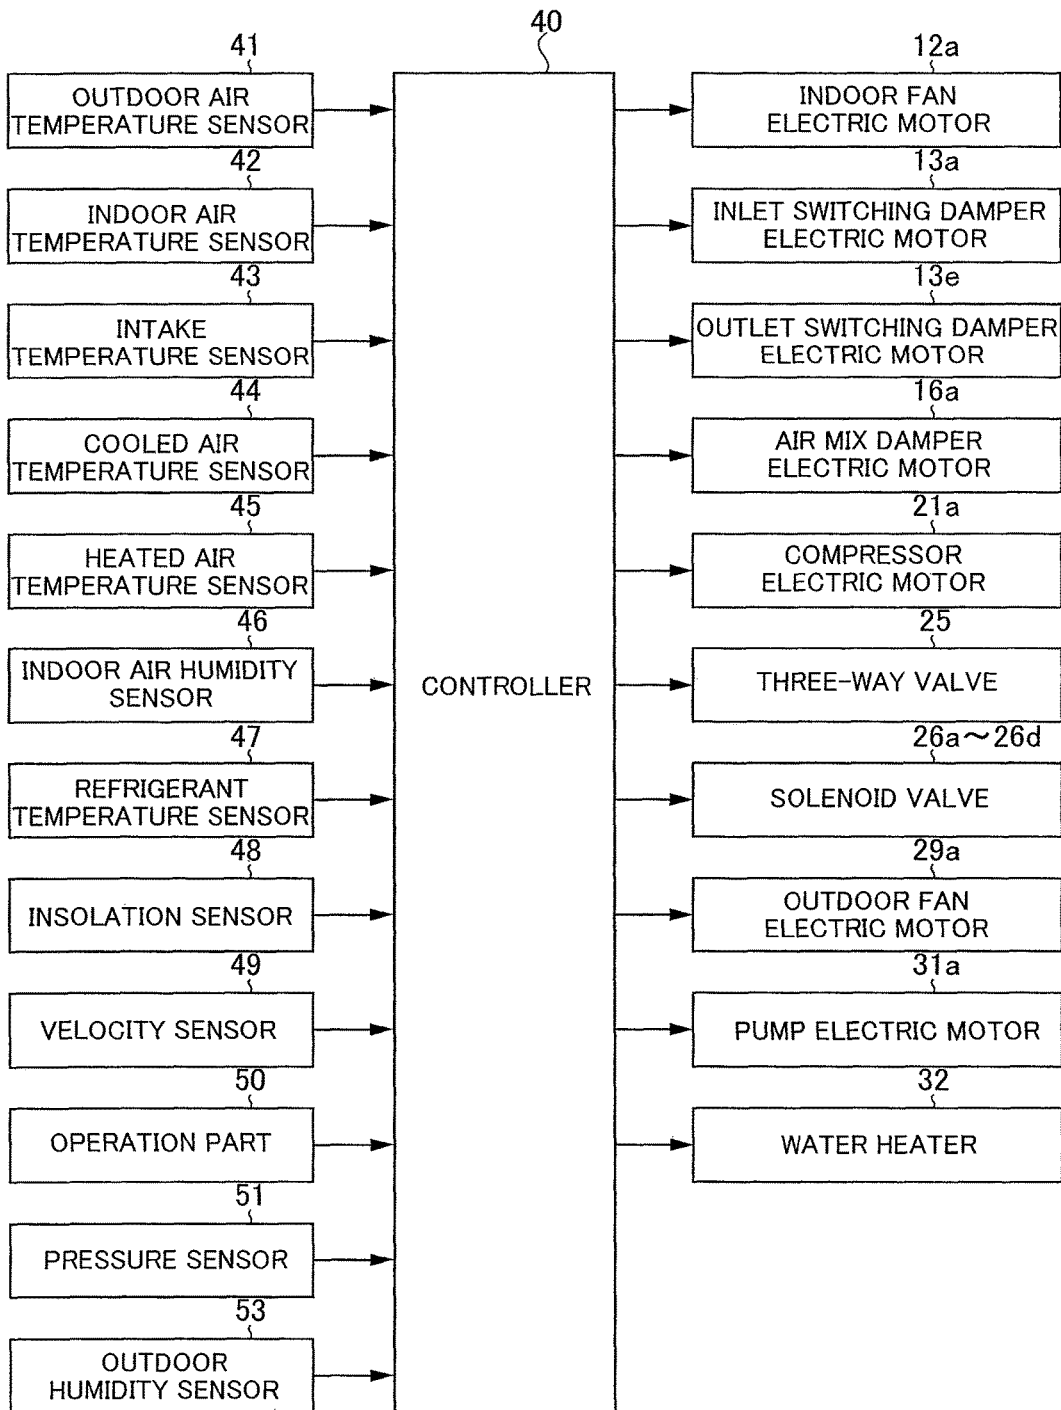 40
41
OUTDOOR AIR
TEMPERATURE SENSOR
42
INDOOR AIR
TEMPERATURE SENSOR
43
INTAKE
TEMPERATURE SENSOR
44
COOLED AIR
TEMPERATURE SENSOR
45
HEATED AIR
TEMPERATURE SENSOR
46
INDOOR AIR HUMIDITY
SENSOR
47
REFRIGERANT
TEMPERATURE SENSOR
48
INSOLATION SENSOR
49
VELOCITY SENSOR
50
OPERATION PART
51
PRESSURE SENSOR
53
OUTDOOR
HUMIDITY SENSOR
CONTROLLER
12a
INDOOR FAN
ELECTRIC MOTOR
13a
INLET SWITCHING DAMPER
ELECTRIC MOTOR
13e
OUTLET SWITCHING DAMPER
ELECTRIC MOTOR
16a
AIR MIX DAMPER
ELECTRIC MOTOR
21a
COMPRESSOR
ELECTRIC MOTOR
25
THREE-WAY VALVE
26a～26d
SOLENOID VALVE
29a
OUTDOOR FAN
ELECTRIC MOTOR
31a
PUMP ELECTRIC MOTOR
32
WATER HEATER